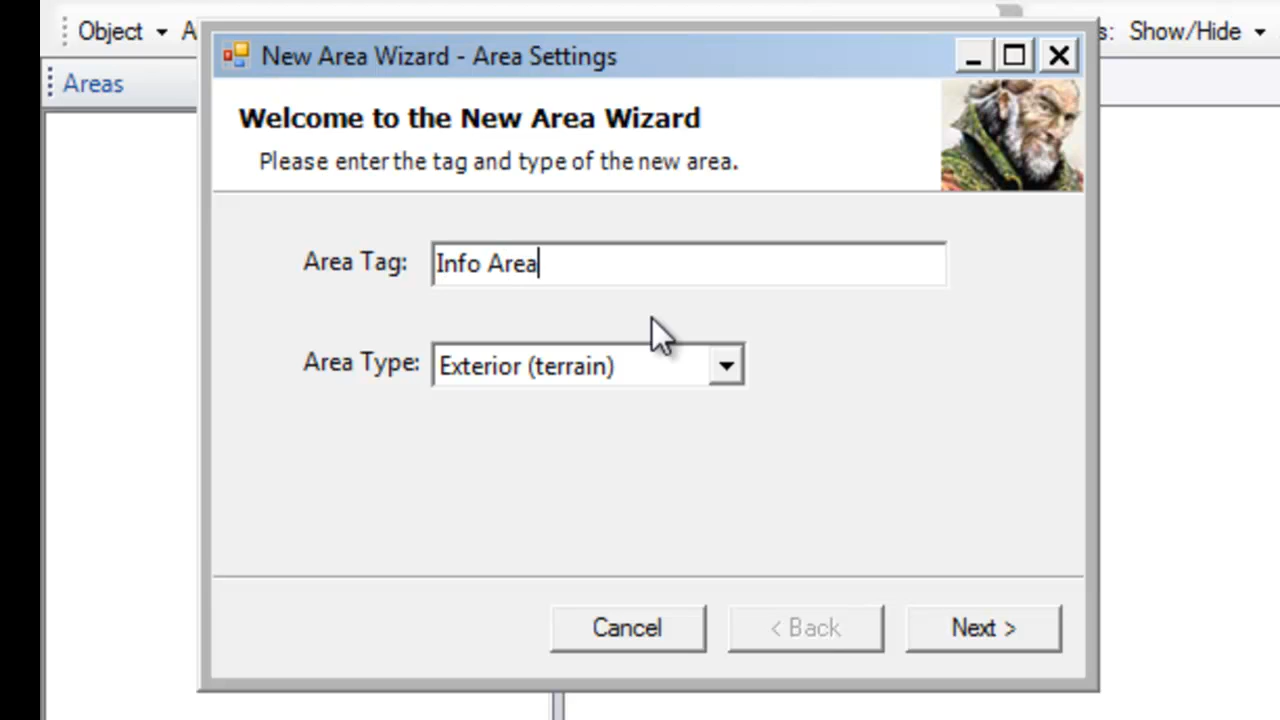 Object A s: Show/Hide
New Area Wizard - Area Settings
Areas
Welcome to the New Area Wizard
Please enter the tag and type of the new area.
Area Tag: Info Area
Area Type: Exterior (terrain)
Cancel < Back Next >